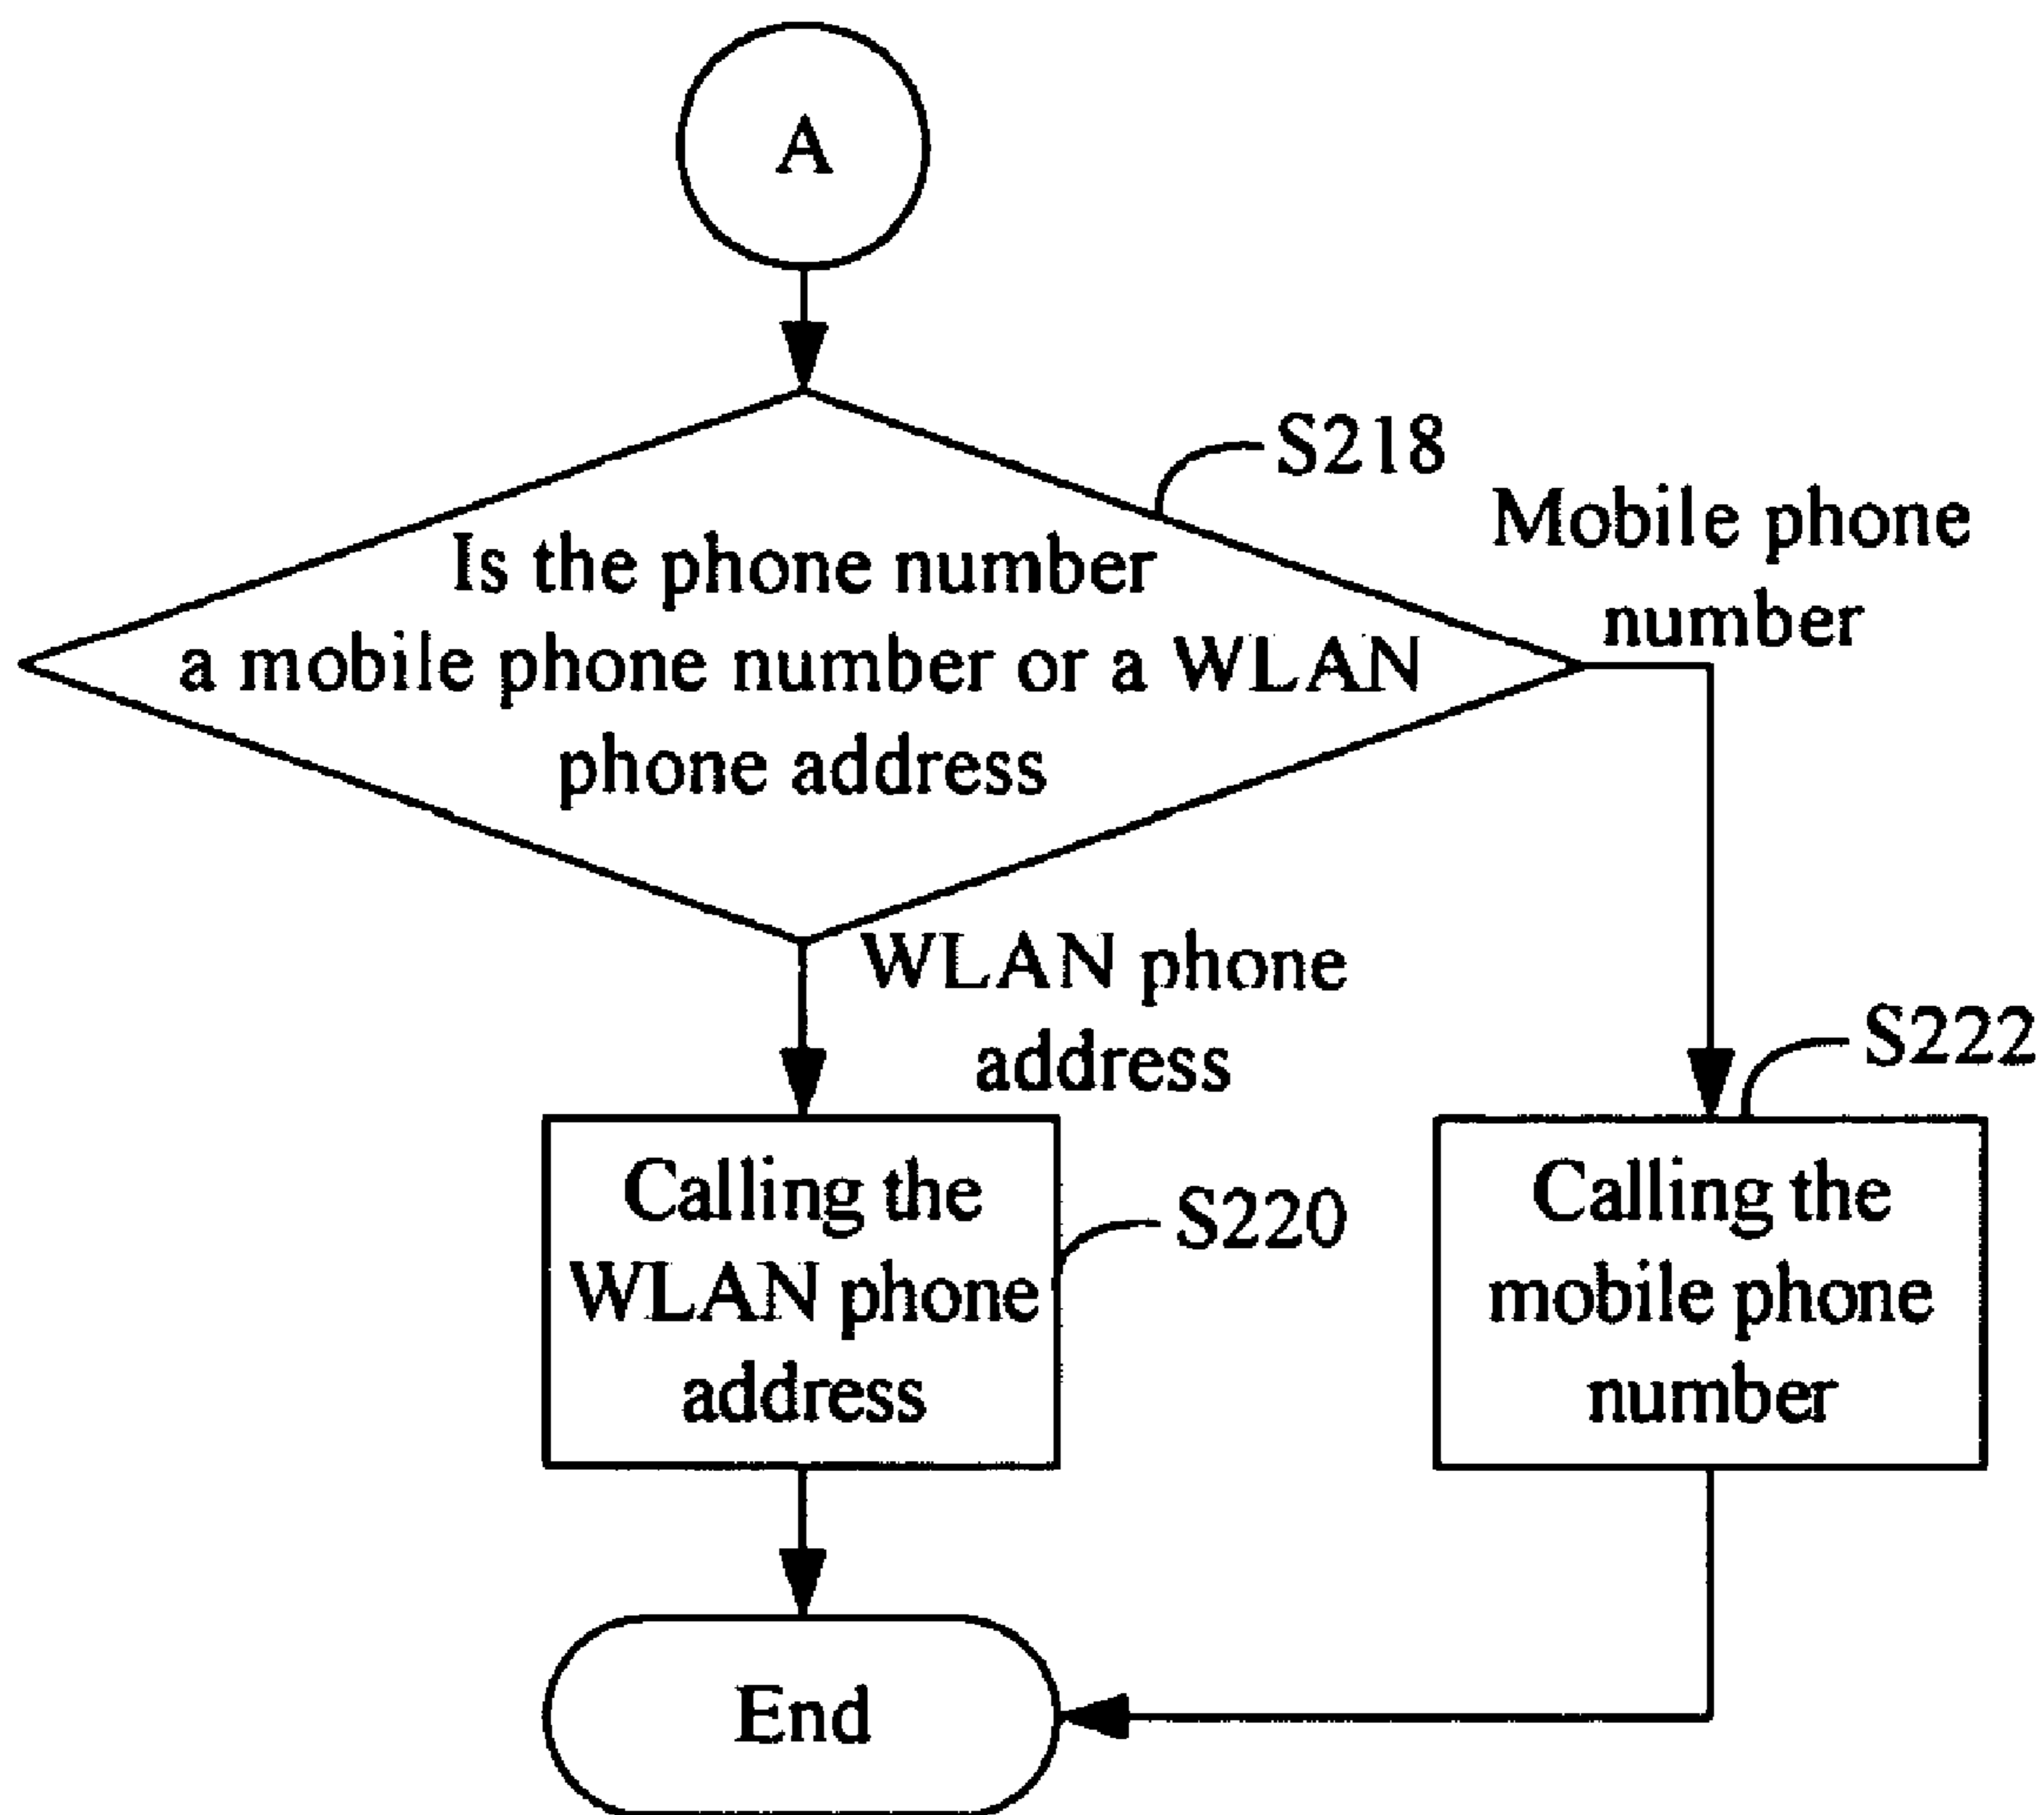 A
S218
Is the phone number
a mobile phone number or a WLAN
phone address
Mobile phone
number
WLAN phone
address
S222
Calling the
WLAN phone
address
S220
Calling the
mobile phone
number
End